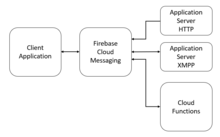 Client
Application
Firebase
Cloud
Messaging
Application
Server
HTTP
Application
Server
XMPP
Cloud
Functions